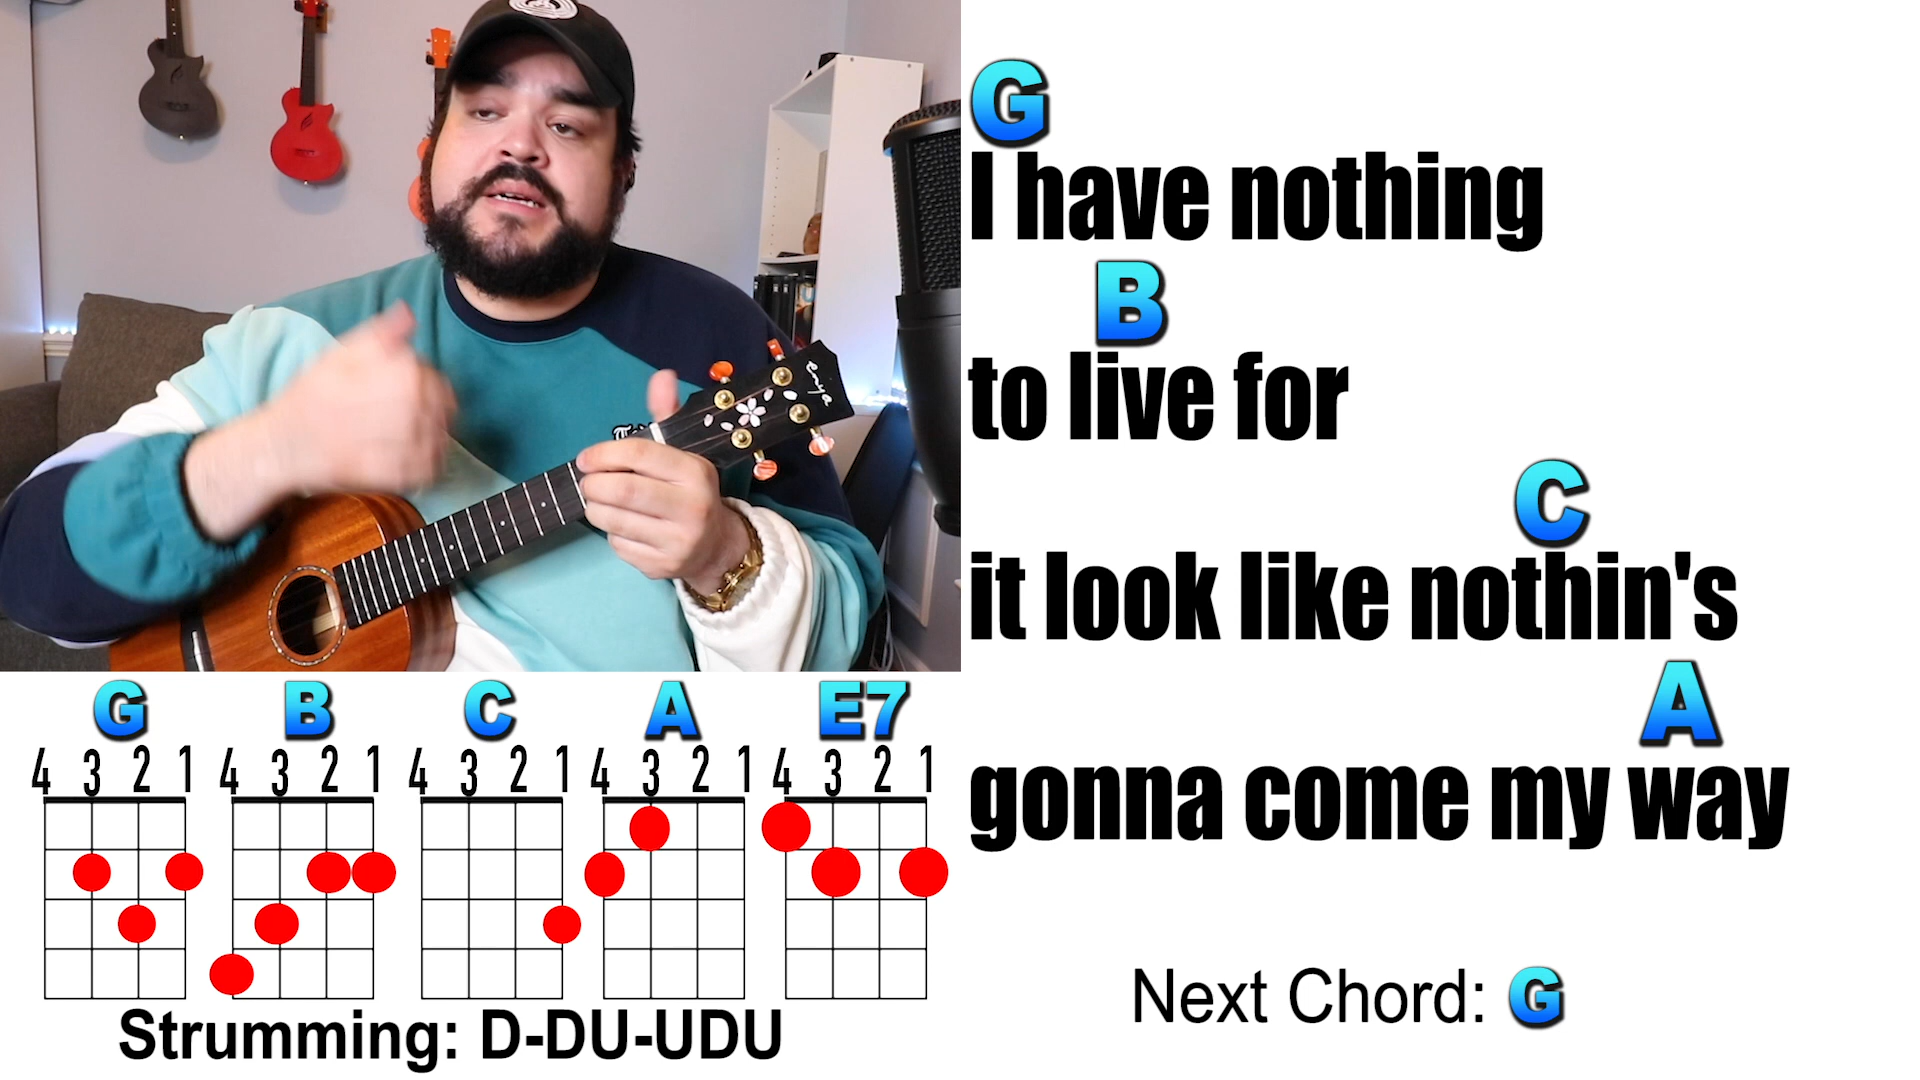 enya
G
I have nothing
B
to live for
C
it look like nothin's
A
gonna come my way
Next Chord: G
G B C A E7
4 3 2 1 4 3 2 1 4 3 2 1 4 3 2 1 4 3 2 1
Strumming: D-DU-UDU